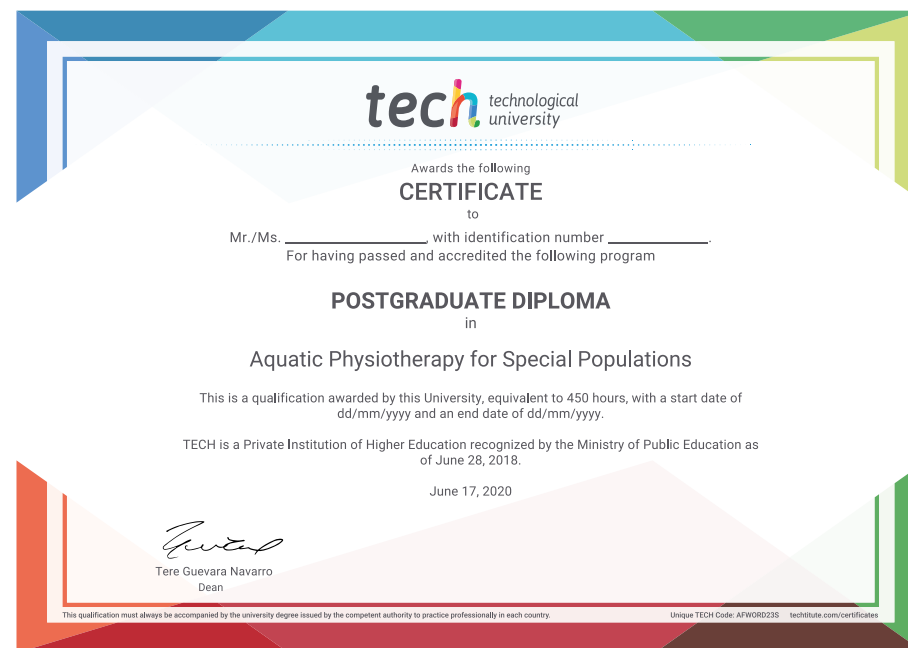 tech technological
university
Awards the following
CERTIFICATE
to
Mr./Ms. ____________________, with identification number ______________.
For having passed and accredited the following program
POSTGRADUATE DIPLOMA
in
Aquatic Physiotherapy for Special Populations
This is a qualification awarded by this University, equivalent to 450 hours, with a start date of
dd/mm/yyyy and an end date of dd/mm/yyyy.
TECH is a Private Institution of Higher Education recognized by the Ministry of Public Education as
of June 28, 2018.
June 17, 2020
Tere Guevara Navarro
Dean
This qualification must always be accompanied by the university degree issued by the competent authority to practice professionally in each country.
Unique TECH Code: AFWORD23S techtitute.com/certificates